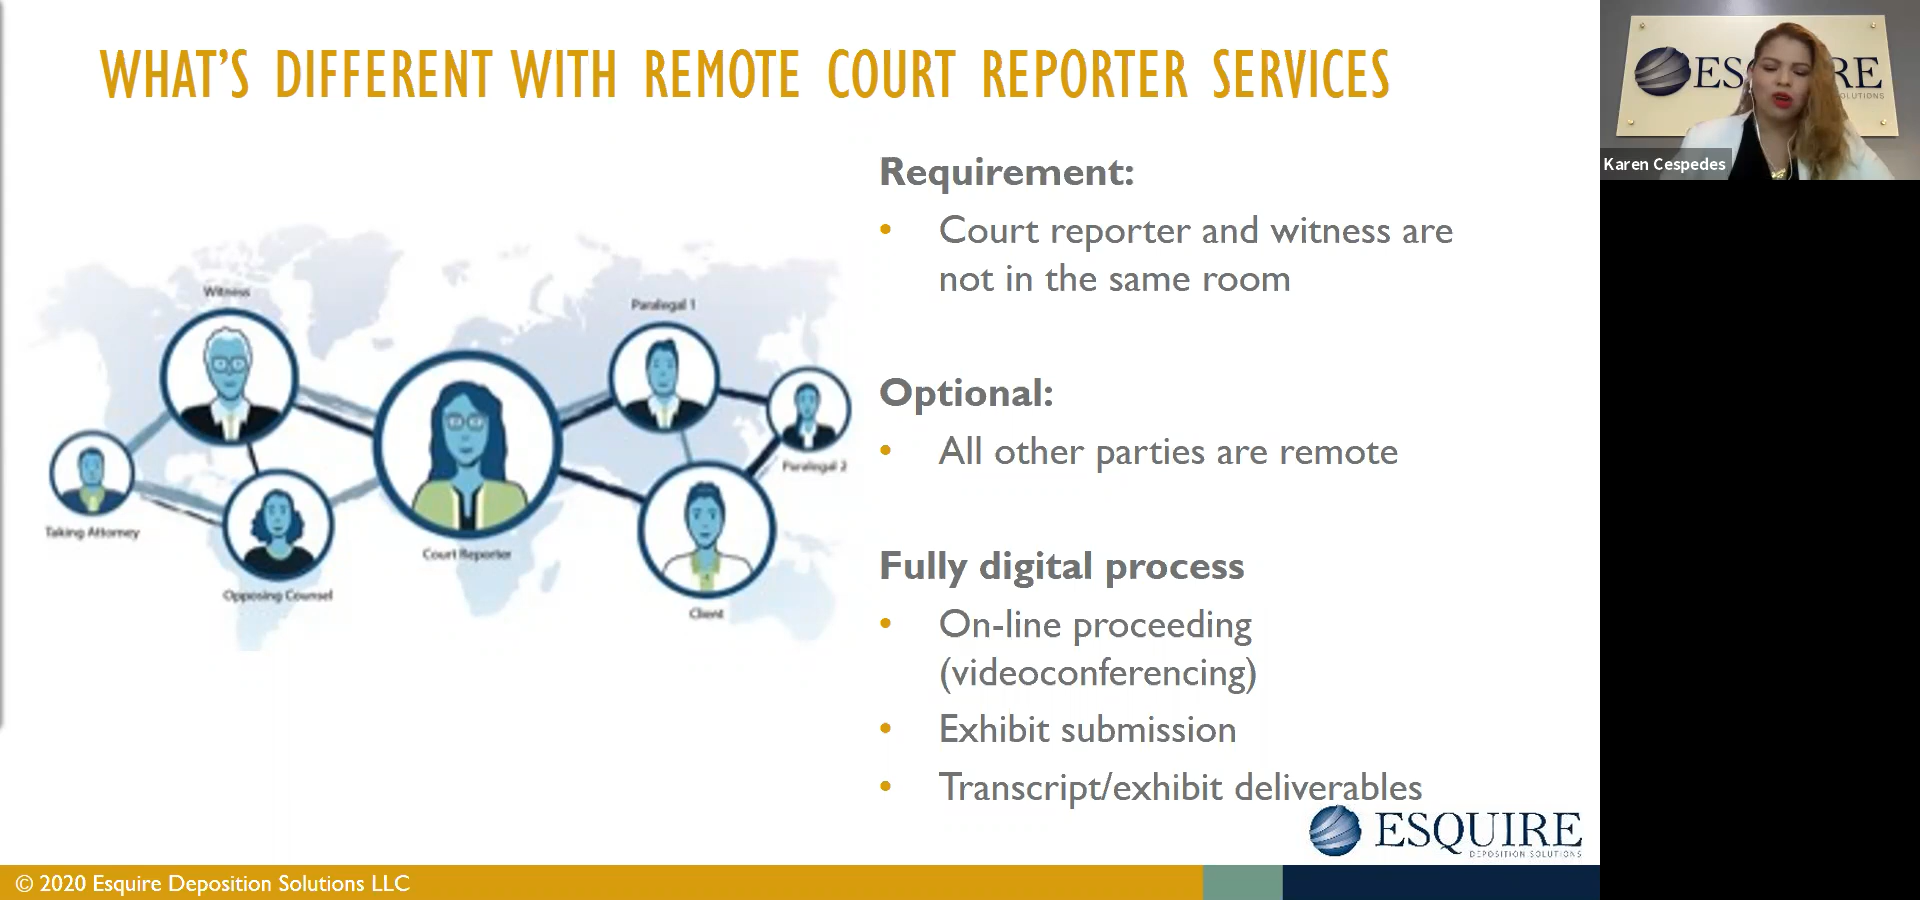 WHAT'S DIFFERENT WITH REMOTE COURT REPORTER SERVICES
Requirement:
• Court reporter and witness are
not in the same room
Optional:
• All other parties are remote
Fully digital process
• On-line proceeding
(videoconferencing)
• Exhibit submission
• Transcript/exhibit deliverables
Witness
Paralegal 1
Paralegal 2
Taking Attorney
Court Reporter
Opposing Counsel
Client
ESQUIRE
DEPOSITION SOLUTIONS
© 2020 Esquire Deposition Solutions LLC
ES RE
SOLUTIONS
Karen Cespedes